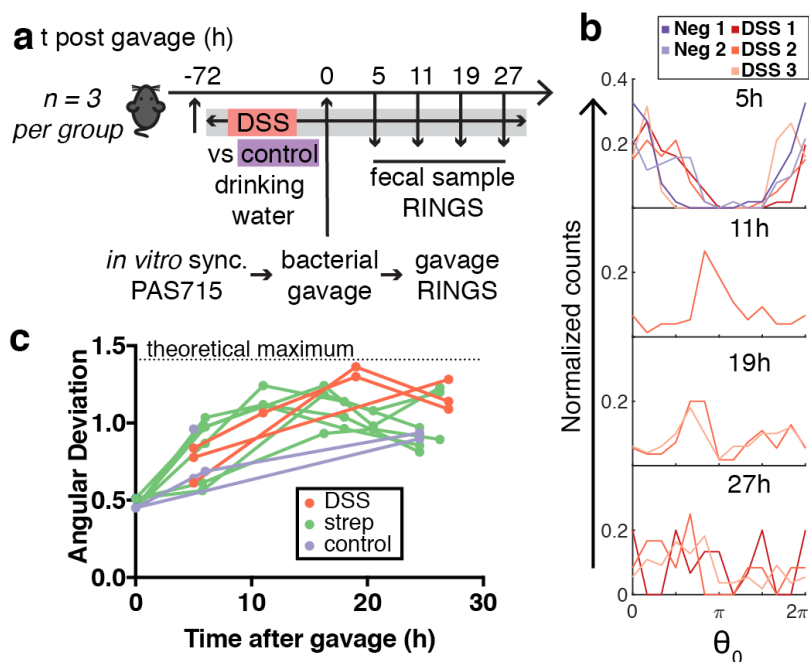 a t post gavage (h)
-72 0 5 11 19 27
n = 3
per group
DSS
vs control
drinking
water
fecal sample
RINGS
in vitro sync.
PAS715
bacterial
gavage
gavage
RINGS
b
Neg 1 DSS 1
Neg 2 DSS 2
DSS 3
0.4
5h
0.2
11h
0.2
19h
0.2
27h
0.2
0
0 π 2π
θ0
Normalized counts
c
1.5
theoretical maximum
1.0
0.5
0.0
Angular Deviation
DSS
strep
control
0 10 20 30
Time after gavage (h)